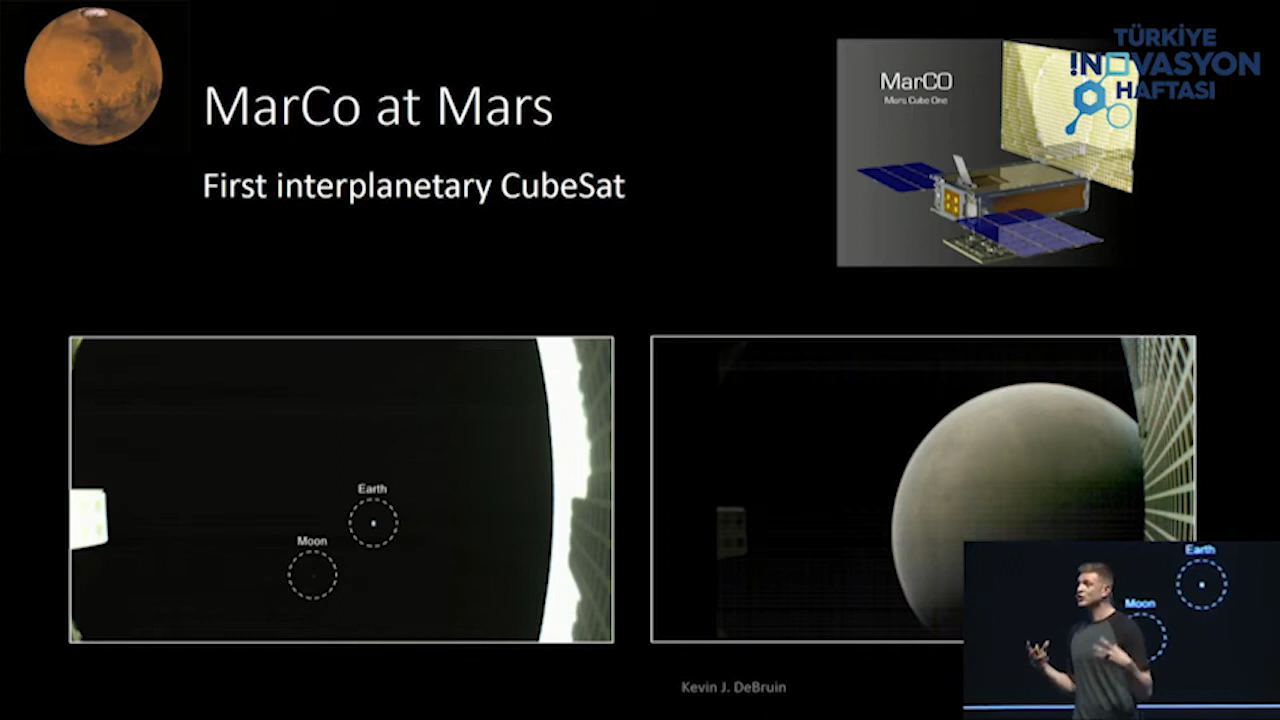 MarCo at Mars
First interplanetary CubeSat
MarCO
Mars Cube One
TÜRKİYE
İNOVASYON
HAFTASI
Earth
Moon
Earth
Moon
Kevin J. DeBruin